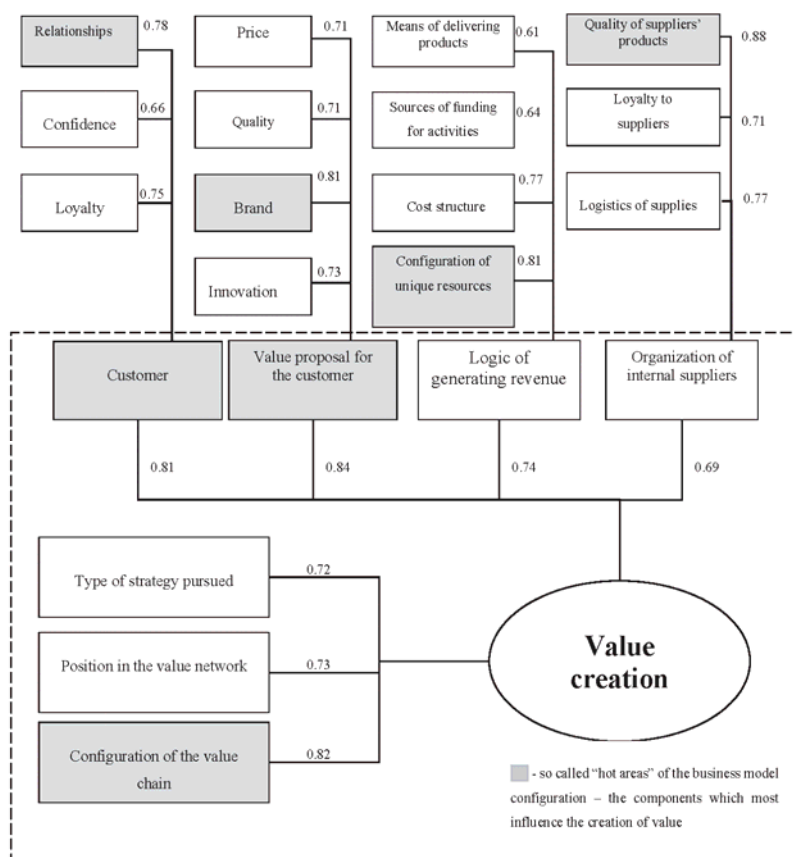 Relationships
0.78
Confidence
0.66
Loyalty
0.75
Price
0.71
Quality
0.71
Brand
0.81
Innovation
0.73
Means of delivering
products
0.61
Sources of funding
for activities
0.64
Cost structure
0.77
Configuration of
unique resources
0.81
Quality of suppliers'
products
0.88
Loyalty to
suppliers
0.71
Logistics of supplies
0.77
Customer
Value proposal for
the customer
Logic of
generating revenue
Organization of
internal suppliers
0.81
0.84
0.74
0.69
Type of strategy pursued
0.72
Position in the value network
0.73
Configuration of the value
chain
0.82
Value
creation
- so called “hot areas” of the business model
configuration – the components which most
influence the creation of value